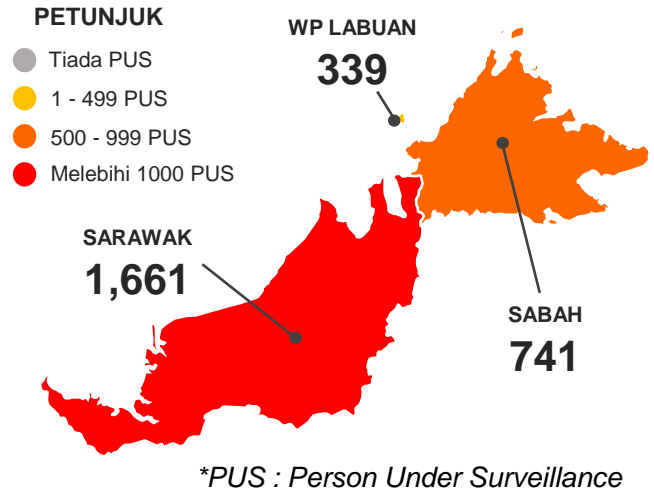 PETUNJUK
Tiada PUS
1 - 499 PUS
500 - 999 PUS
Melebihi 1000 PUS
WP LABUAN
339
SARAWAK
1,661
SABAH
741
*PUS : Person Under Surveillance